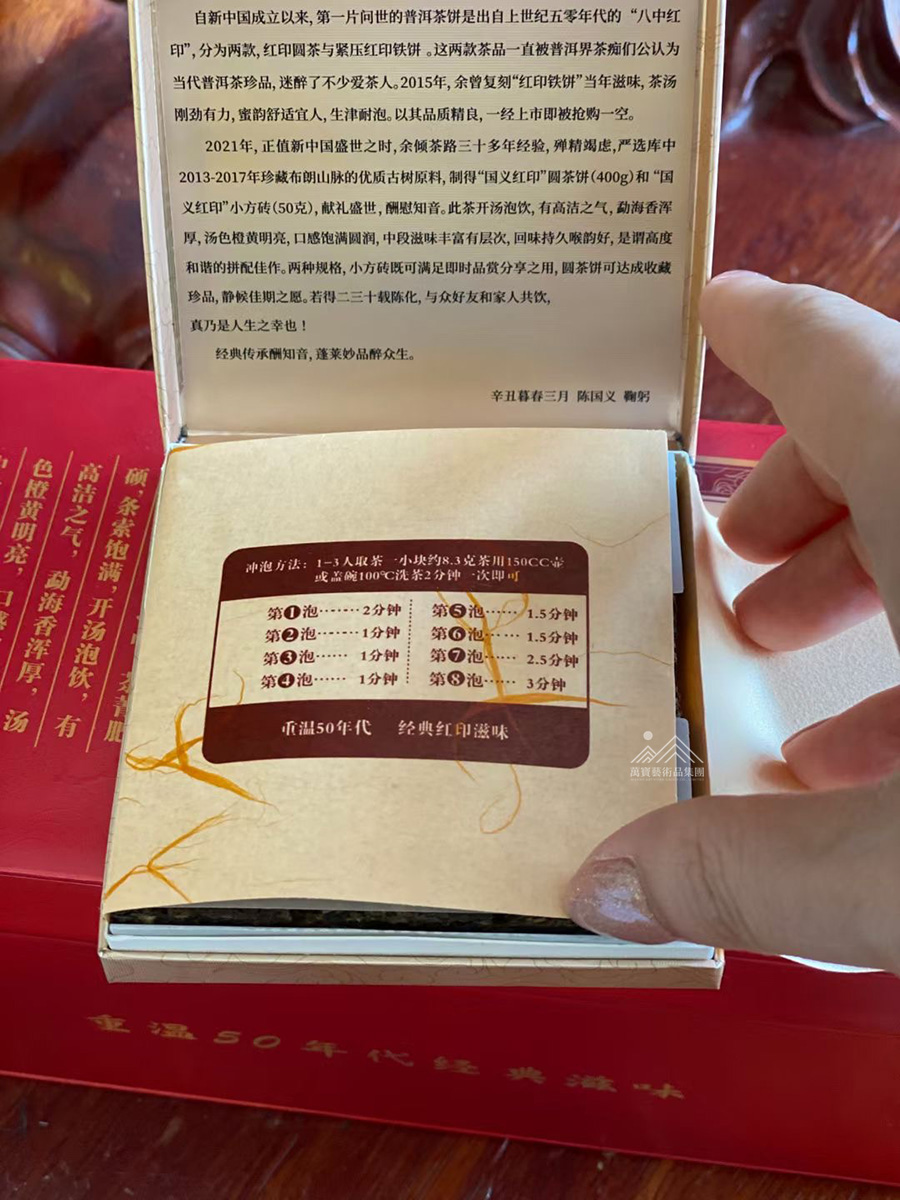 自新中国成立以来,第一片问世的普洱茶饼是出自上世纪五零年代的“八中红
印”,分为两款,红印圆茶与紧压红印铁饼。这两款茶品一直被普洱界茶痴们公认为
当代普洱茶珍品,迷醉了不少爱茶人。2015年,余曾复刻“红印铁饼”当年滋味,茶汤
刚劲有力,蜜韵舒适宜人,生津耐泡。以其品质精良,一经上市即被抢购一空。
2021年,正值新中国盛世之时,余倾茶路三十多年经验,殚精竭虑,严选库中
2013-2017年珍藏布朗山脉的优质古树原料,制得“国义红印”圆茶饼(400g)和“国
义红印”小方砖(50克),献礼盛世,酬慰知音。此茶开汤泡饮,有高洁之气,勐海香浑
厚,汤色橙黄明亮,口感饱满圆润,中段滋味丰富有层次,回味持久喉韵好,是谓高度
和谐的拼配佳作。两种规格,小方砖既可满足即时品赏分享之用,圆茶饼可达成收藏
珍品,静候佳期之愿。若得二三十载陈化,与众好友和家人共饮,
真乃是人生之幸也!
经典传承酬知音,蓬莱妙品醉众生。
辛丑暮春三月 陈国义 鞠躬
冲泡方法:1-3人取茶一小块约8.3克茶用150CC壶
或盖碗100℃洗茶2分钟一次即可
第❶泡……2分钟
第❷泡……1分钟
第❸泡……1分钟
第❹泡……1分钟
第❺泡……1.5分钟
第❻泡……1.5分钟
第❼泡……2.5分钟
第❽泡……3分钟
重温50年代 经典红印滋味
萬寶藝術品集團
硕,条索饱满,开汤泡饮,有
高洁之气,勐海香浑厚,汤
色橙黄明亮,口
重温50年代经典滋味